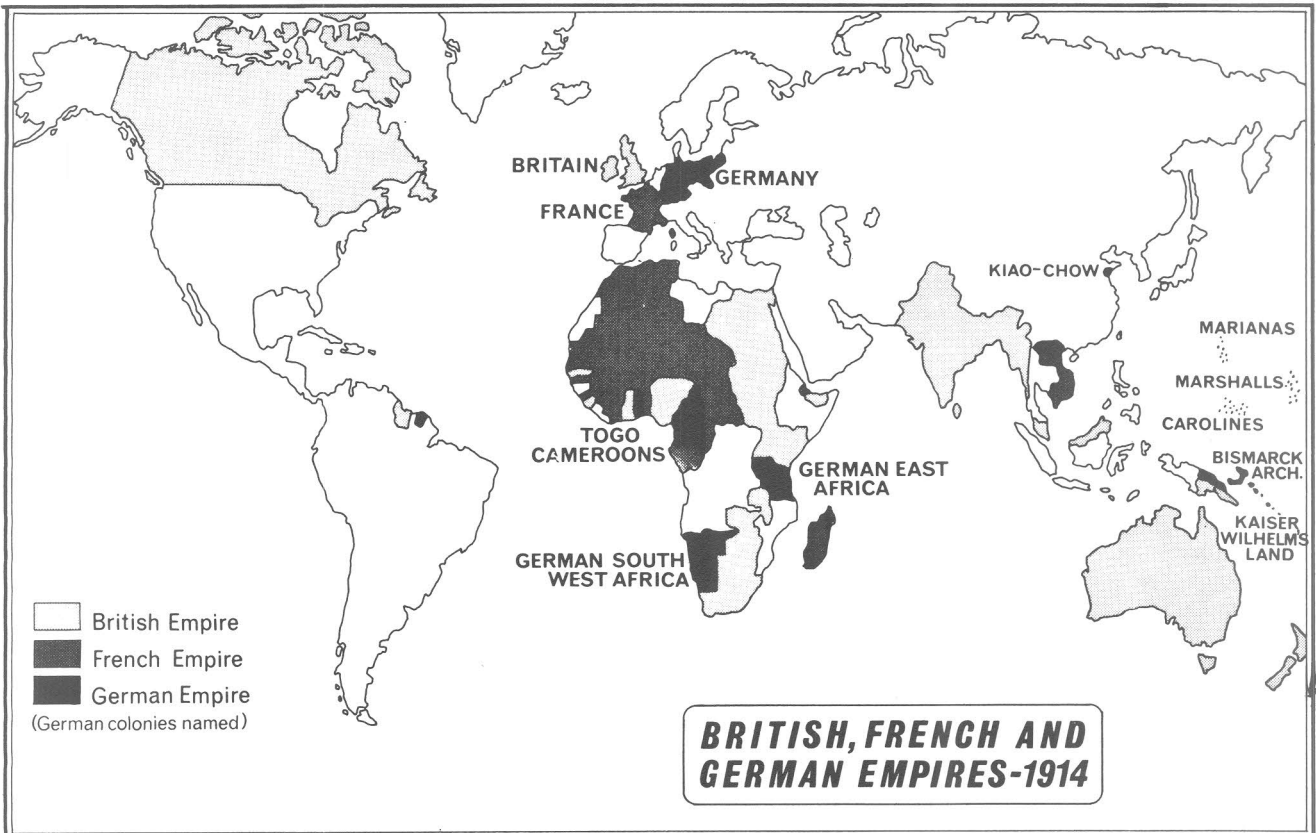 BRITAIN
GERMANY
FRANCE
KIAO-CHOW
MARIANAS
MARSHALLS
CAROLINES
TOGO
CAMEROONS
GERMAN EAST
AFRICA
BISMARCK
ARCH.
KAISER
WILHELM'S
LAND
GERMAN SOUTH
WEST AFRICA
British Empire
French Empire
German Empire
(German colonies named)
BRITISH, FRENCH AND
GERMAN EMPIRES-1914